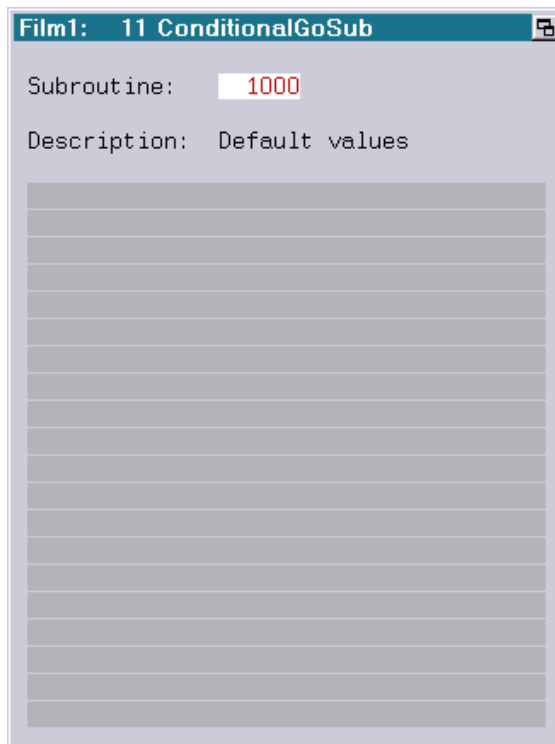 Film1: 11 ConditionalGoSub
Subroutine: 1000
Description: Default values